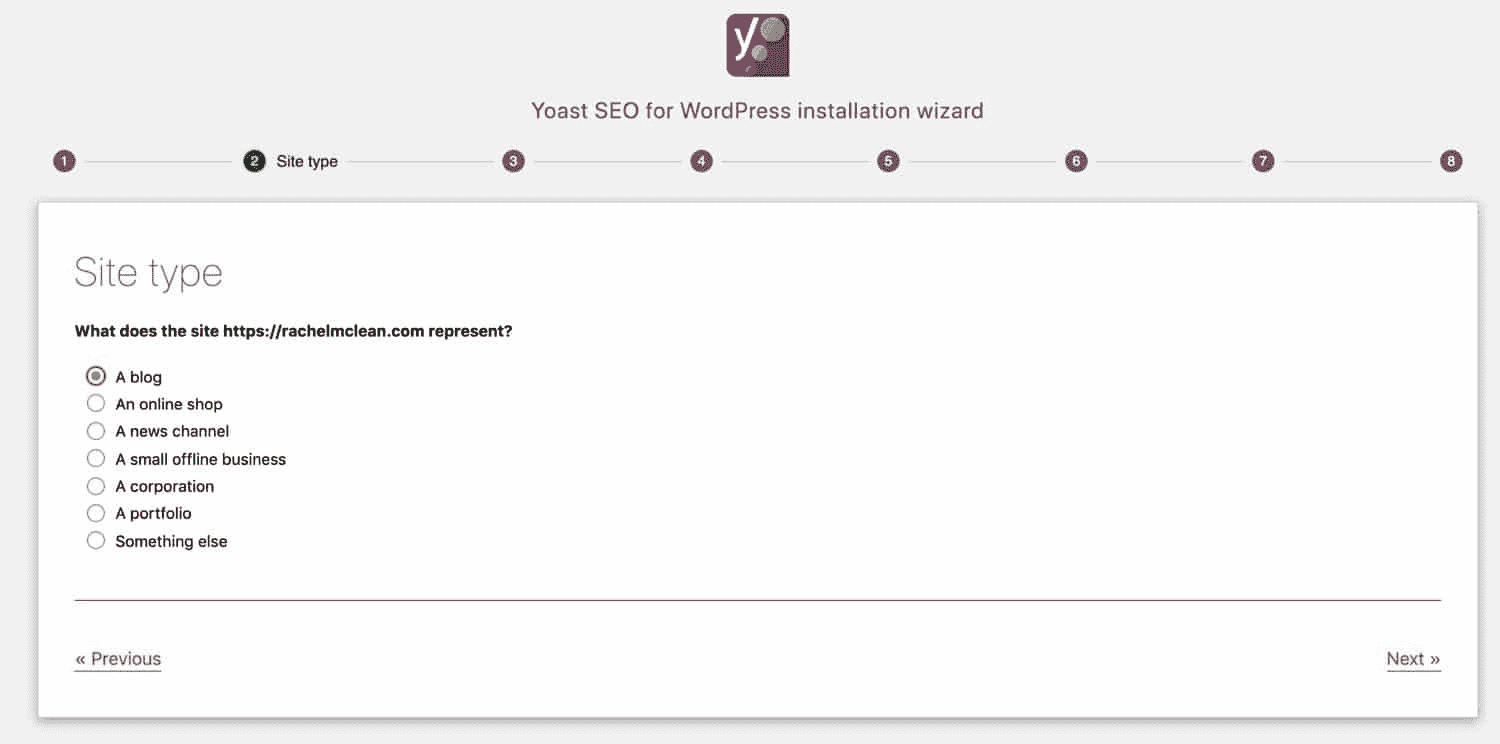 y
Yoast SEO for WordPress installation wizard
1 2 Site type 3 4 5 6 7 8
Site type
What does the site https://rachelmclean.com represent?
A blog
An online shop
A news channel
A small offline business
A corporation
A portfolio
Something else
« Previous Next »